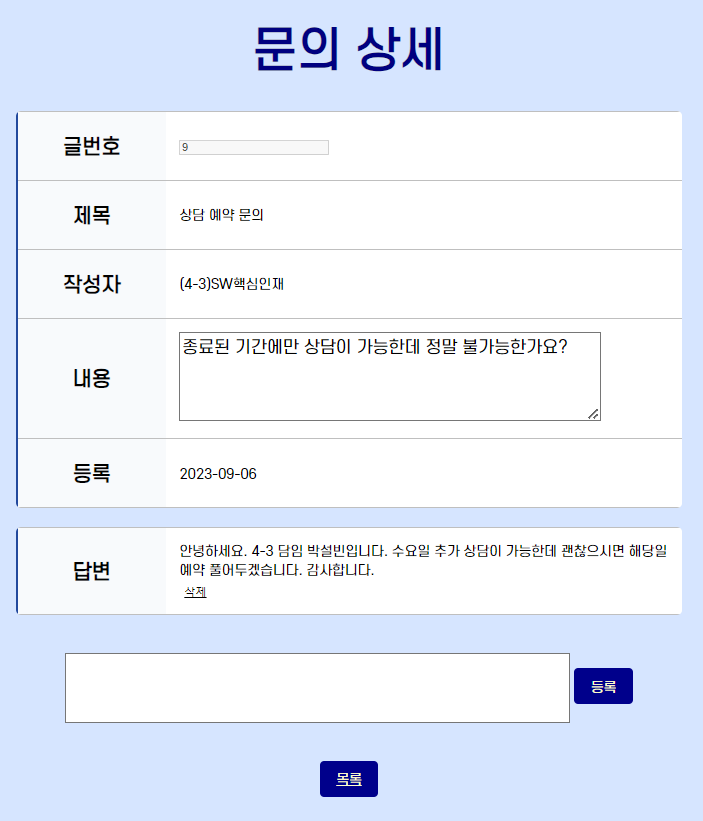 문의 상세
글번호
9
제목
상담 예약 문의
작성자
(4-3)SW핵심인재
내용
종료된 기간에만 상담이 가능한데 정말 불가능한가요?
등록
2023-09-06
답변
안녕하세요. 4-3 담임 박설빈입니다. 수요일 추가 상담이 가능한데 괜찮으시면 해당일
예약 풀어두겠습니다. 감사합니다.
삭제
등록
목록